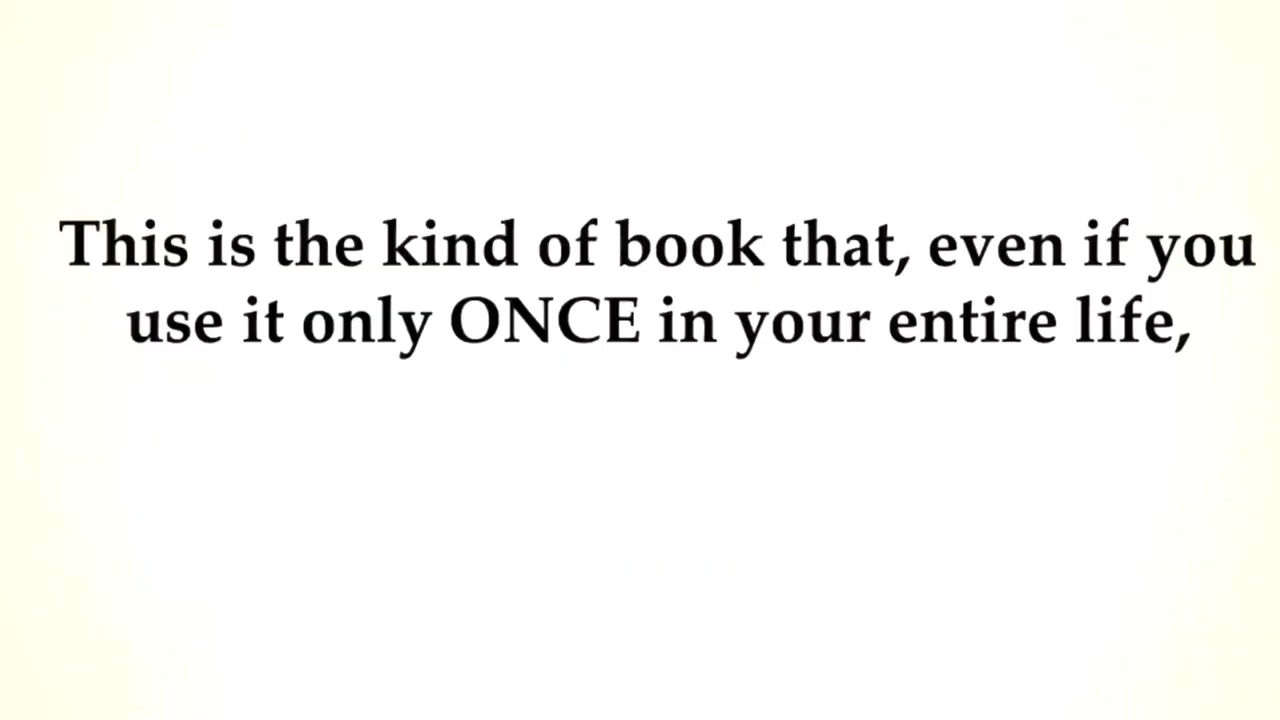 This is the kind of book that, even if you
use it only ONCE in your entire life,